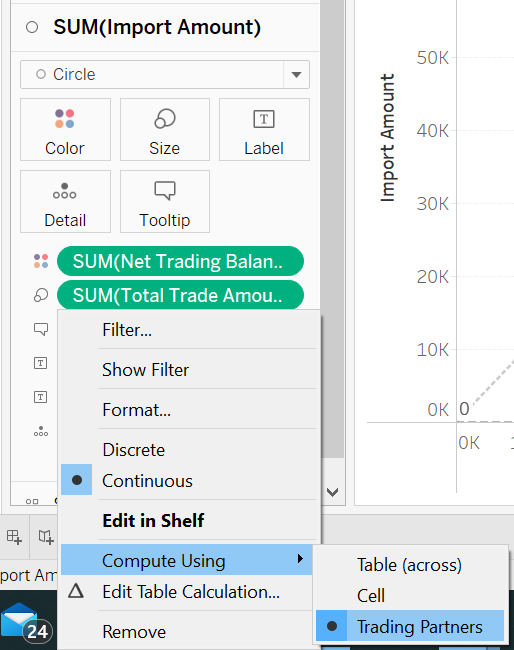 SUM(Import Amount)
Circle
Color
Size
Label
Detail
Tooltip
SUM(Net Trading Balan..
SUM(Total Trade Amou..
Filter...
Show Filter
Format...
Discrete
Continuous
Edit in Shelf
Compute Using
Edit Table Calculation...
Remove
Table (across)
Cell
Trading Partners
Import Amount
50K
40K
30K
20K
10K
0K
0
0K
port Am
24